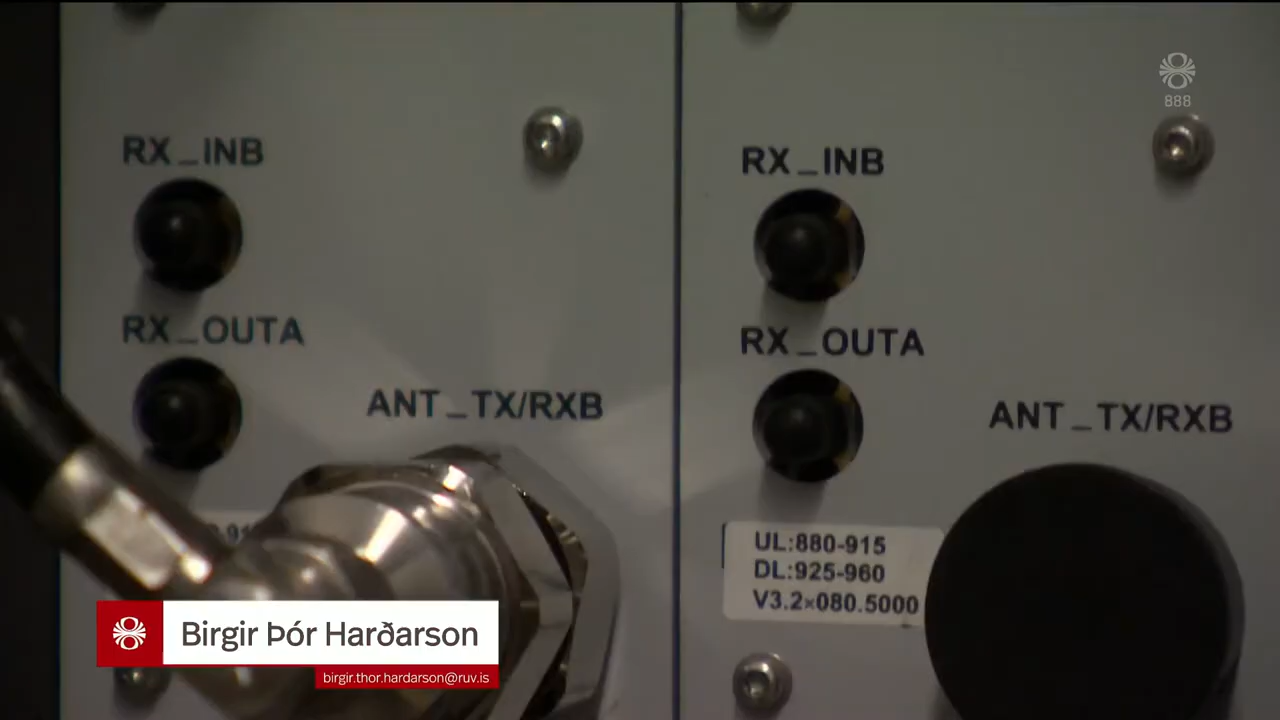 888
RX_INB
RX_OUTA
ANT_TX/RXB
RX_INB
RX_OUTA
ANT_TX/RXB
UL:880-915
DL:925-960
V3.2×080.5000
Birgir Þór Harðarson
birgir.thor.hardarson@ruv.is